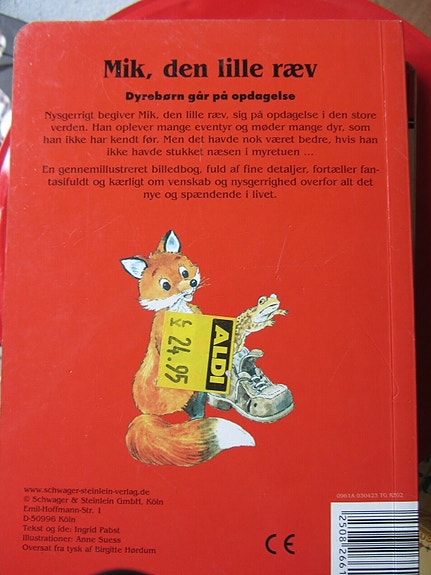 Mik, den lille ræv
Dyrebørn går på opdagelse
Nysgerrigt begiver Mik, den lille ræv, sig på opdagelse i den store
verden. Han oplever mange eventyr og møder mange dyr, som
han ikke har kendt før. Men det havde nok været bedre, hvis han
ikke havde stukket næsen i myretuen ...
En gennemillustreret billedbog, fuld af fine detaljer, fortæller fan-
tasifuldt og kærligt om venskab og nysgerrighed overfor alt det
nye og spændende i livet.
ALDI
24.95
www.schwager-steinlein-verlag.de
© Schwager & Steinlein GmbH, Köln
Emil-Hoffmann-Str. 1
D-50996 Köln
Tekst og ide: Ingrid Pabst
Illustrationer: Anne Suess
Oversat fra tysk af Birgitte Hørdum
CE